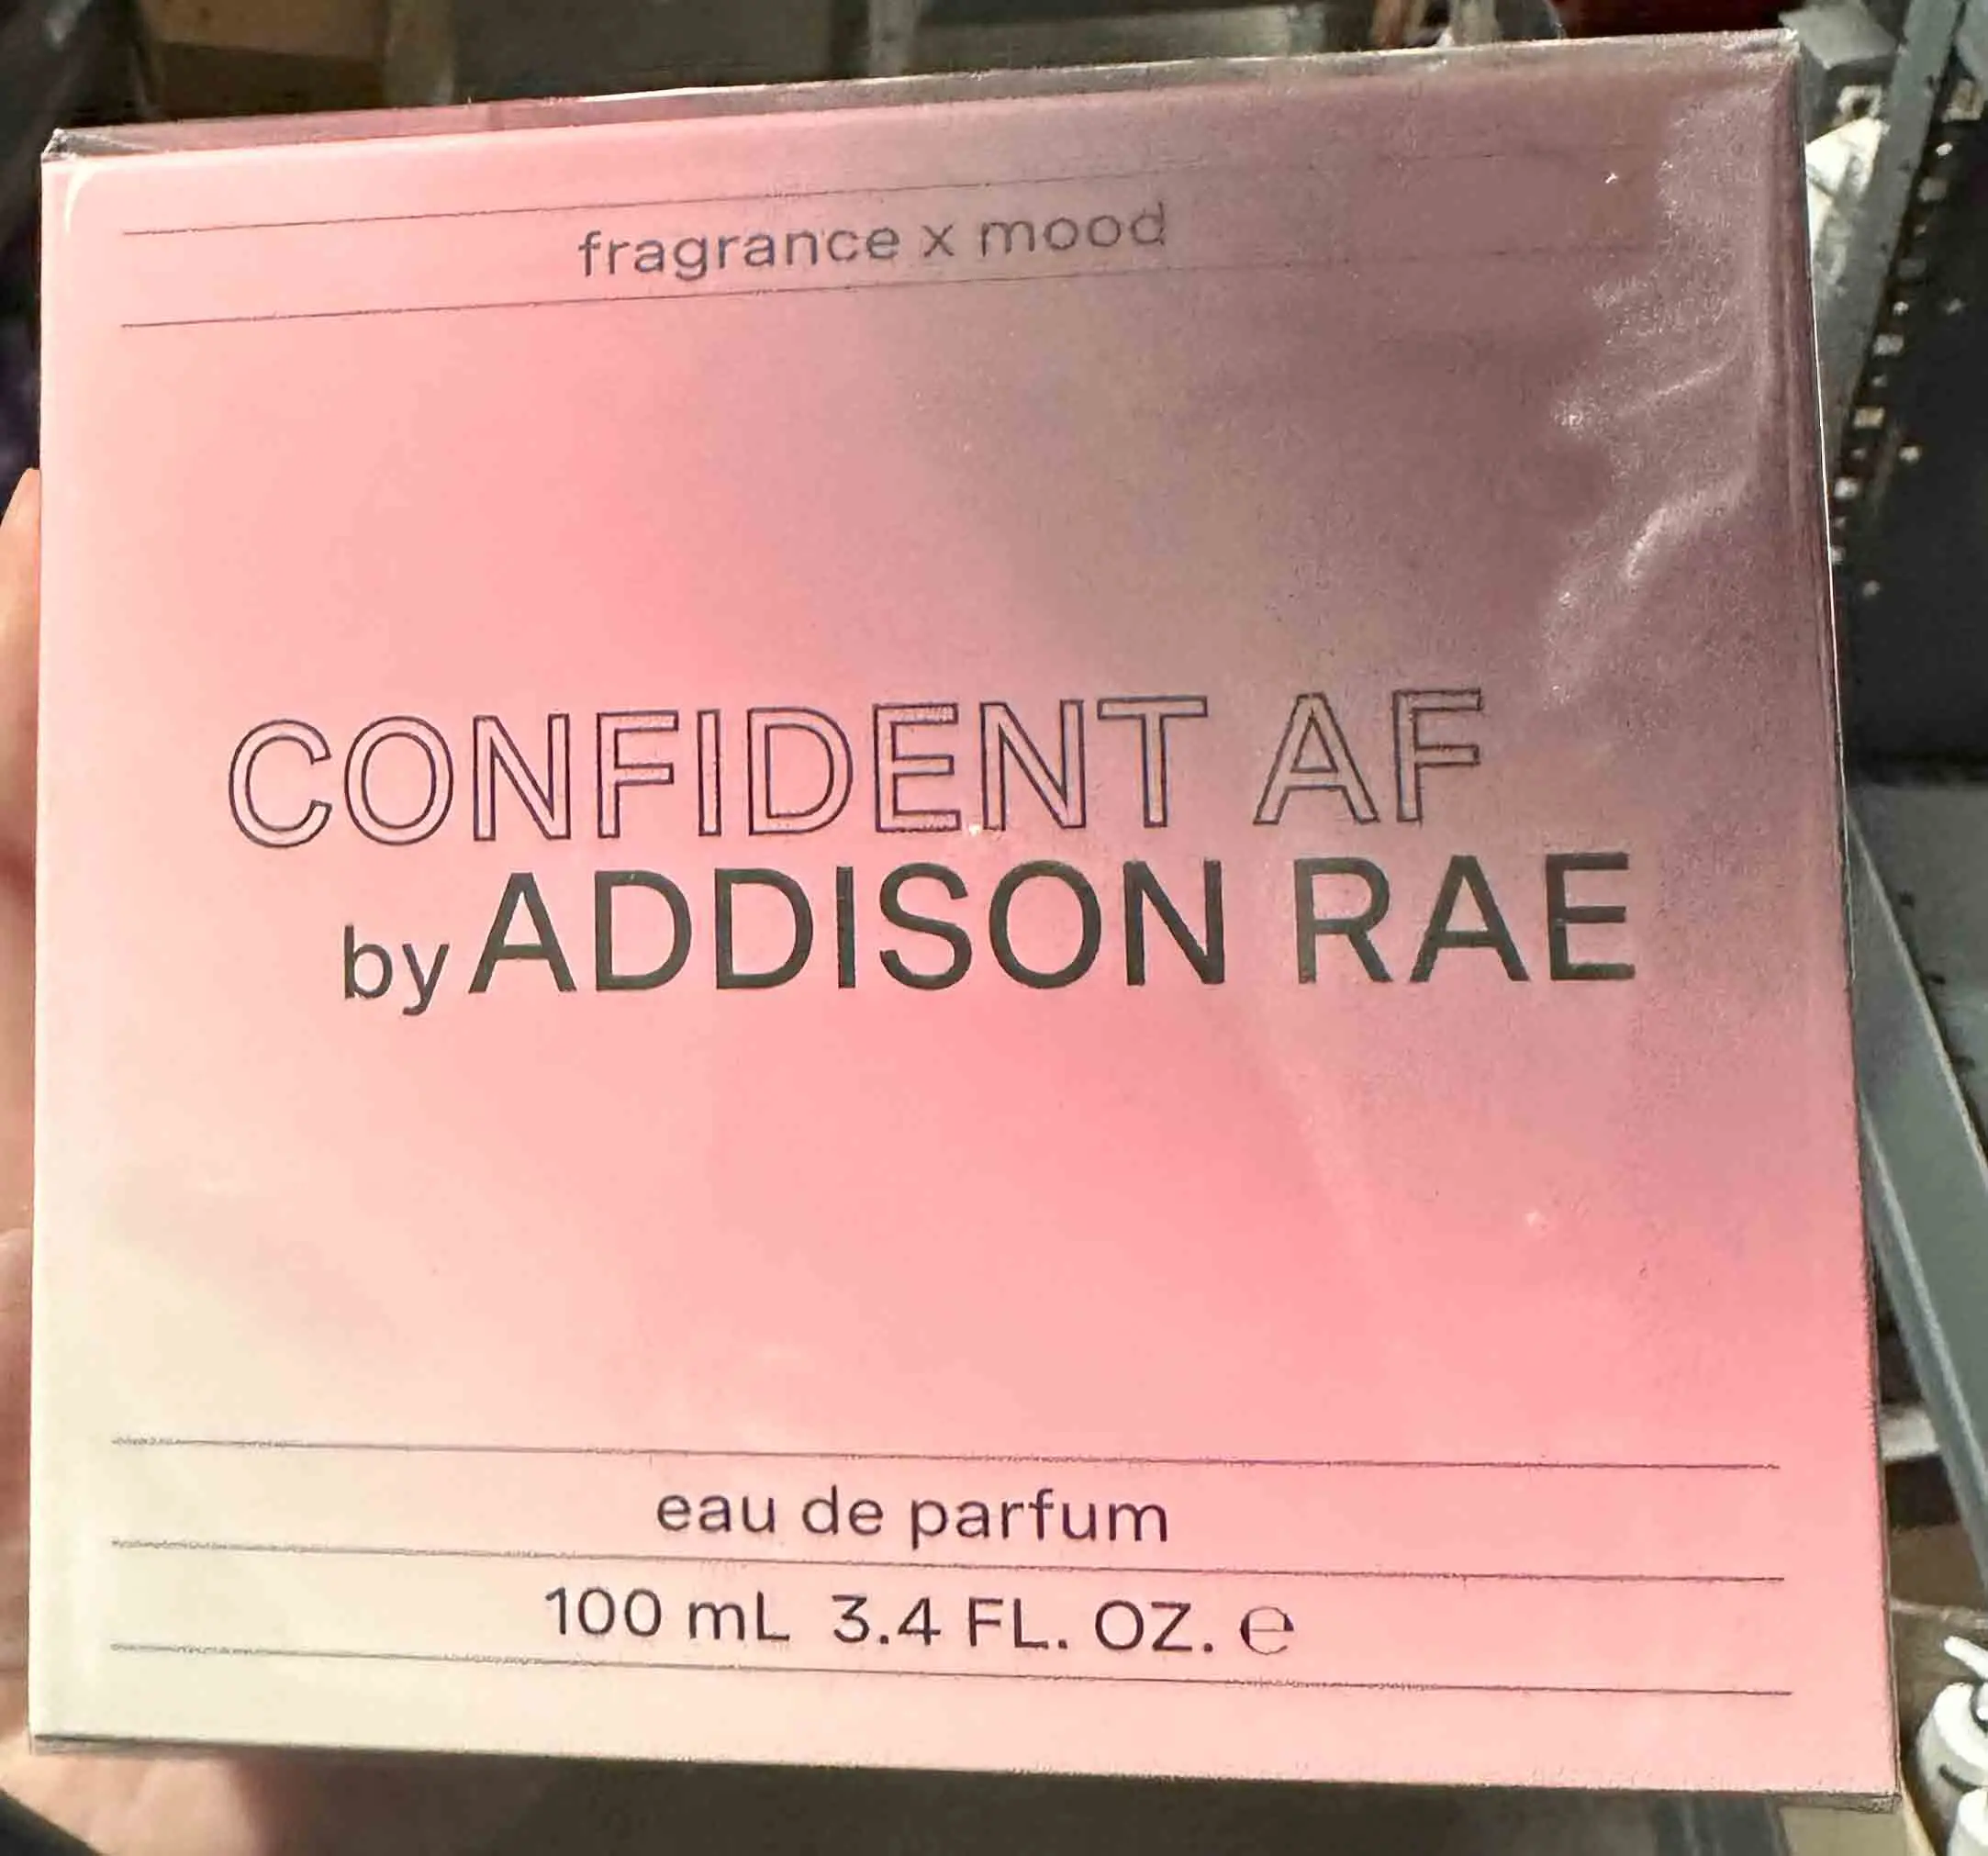 fragrance x mood
CONFIDENT AF
by ADDISON RAE
eau de parfum
100 mL 3.4 FL. OZ. ℮